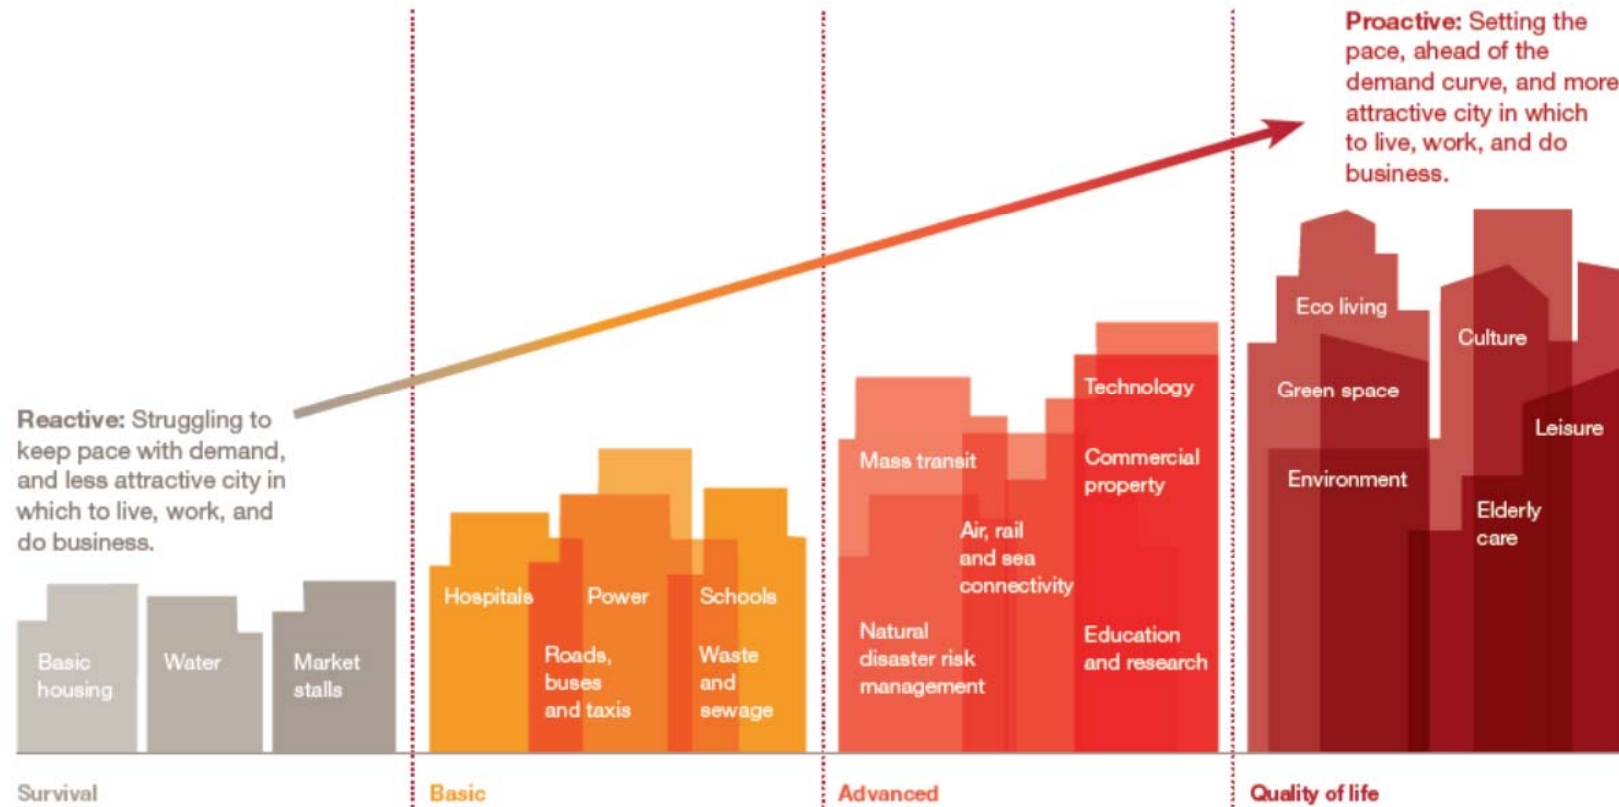 Proactive: Setting the
pace, ahead of the
demand curve, and more
attractive city in which
to live, work, and do
business.
Reactive: Struggling to
keep pace with demand,
and less attractive city in
which to live, work, and
do business.
Basic
housing
Water
Market
stalls
Hospitals
Power
Schools
Roads,
buses
and taxis
Waste
and
sewage
Mass transit
Technology
Commercial
property
Air, rail
and sea
connectivity
Natural
disaster risk
management
Education
and research
Eco living
Culture
Green space
Leisure
Environment
Elderly
care
Survival
Basic
Advanced
Quality of life